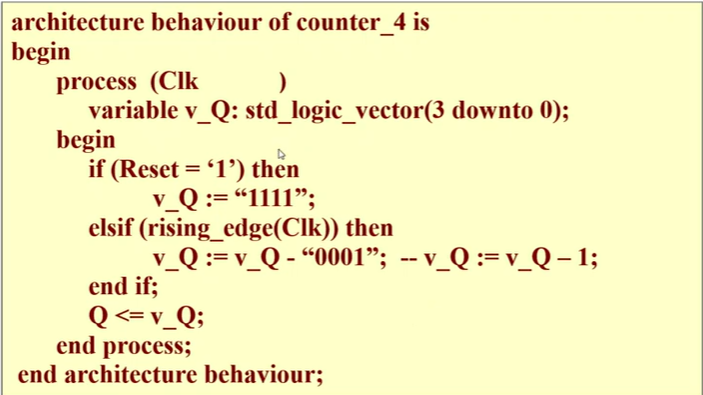 architecture behaviour of counter_4 is
begin
process (Clk )
variable v_Q: std_logic_vector(3 downto 0);
begin
if (Reset = ‘1’) then
v_Q := “1111”;
elsif (rising_edge(Clk)) then
v_Q := v_Q - “0001”; -- v_Q := v_Q – 1;
end if;
Q <= v_Q;
end process;
end architecture behaviour;